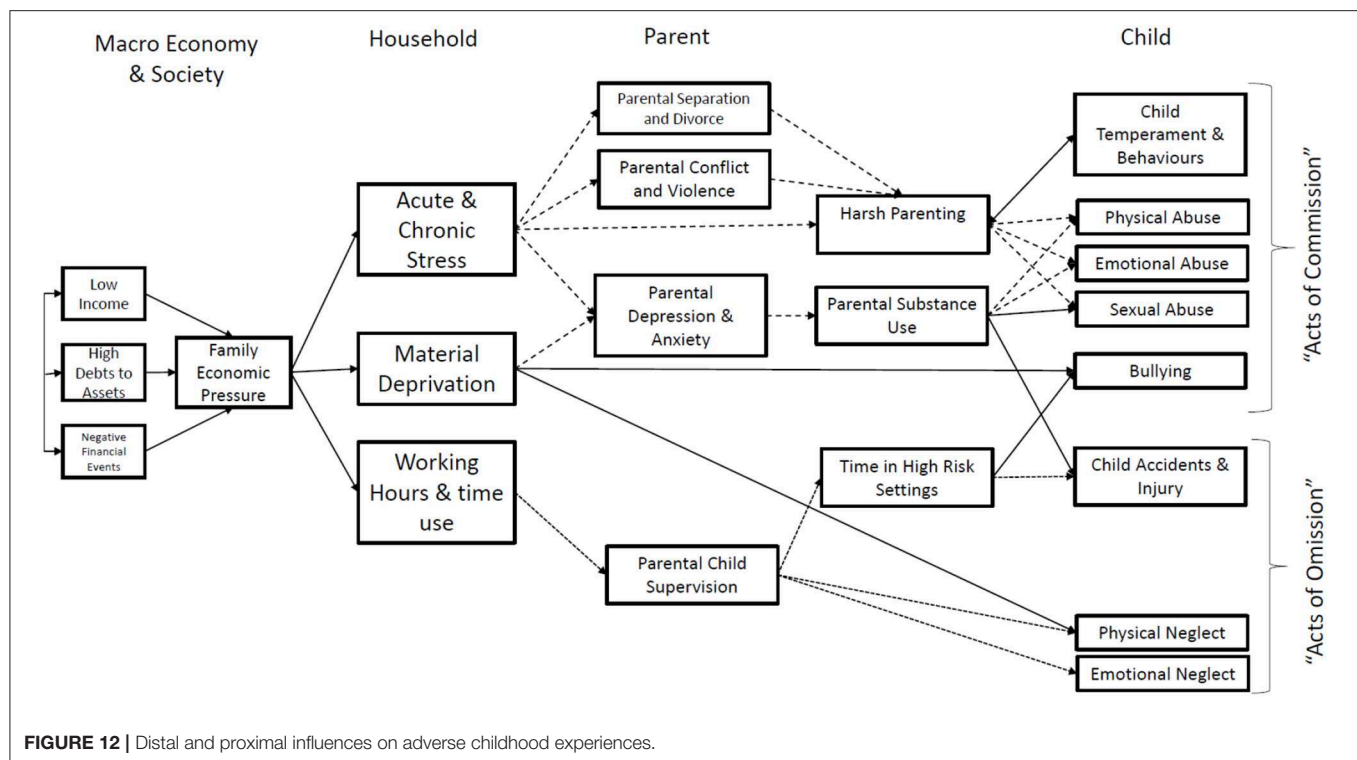 Macro Economy
& Society
Household
Parent
Child
Low
Income
High
Debts to
Assets
Negative
Financial
Events
Family
Economic
Pressure
Acute &
Chronic
Stress
Material
Deprivation
Working
Hours & time
use
Parental Separation
and Divorce
Parental Conflict
and Violence
Parental
Depression &
Anxiety
Parental Child
Supervision
Harsh Parenting
Parental Substance
Use
Time in High Risk
Settings
Child
Temperament &
Behaviours
Physical Abuse
Emotional Abuse
Sexual Abuse
Bullying
Child Accidents &
Injury
Physical Neglect
Emotional Neglect
"Acts of Commission"
"Acts of Omission"
FIGURE 12 | Distal and proximal influences on adverse childhood experiences.